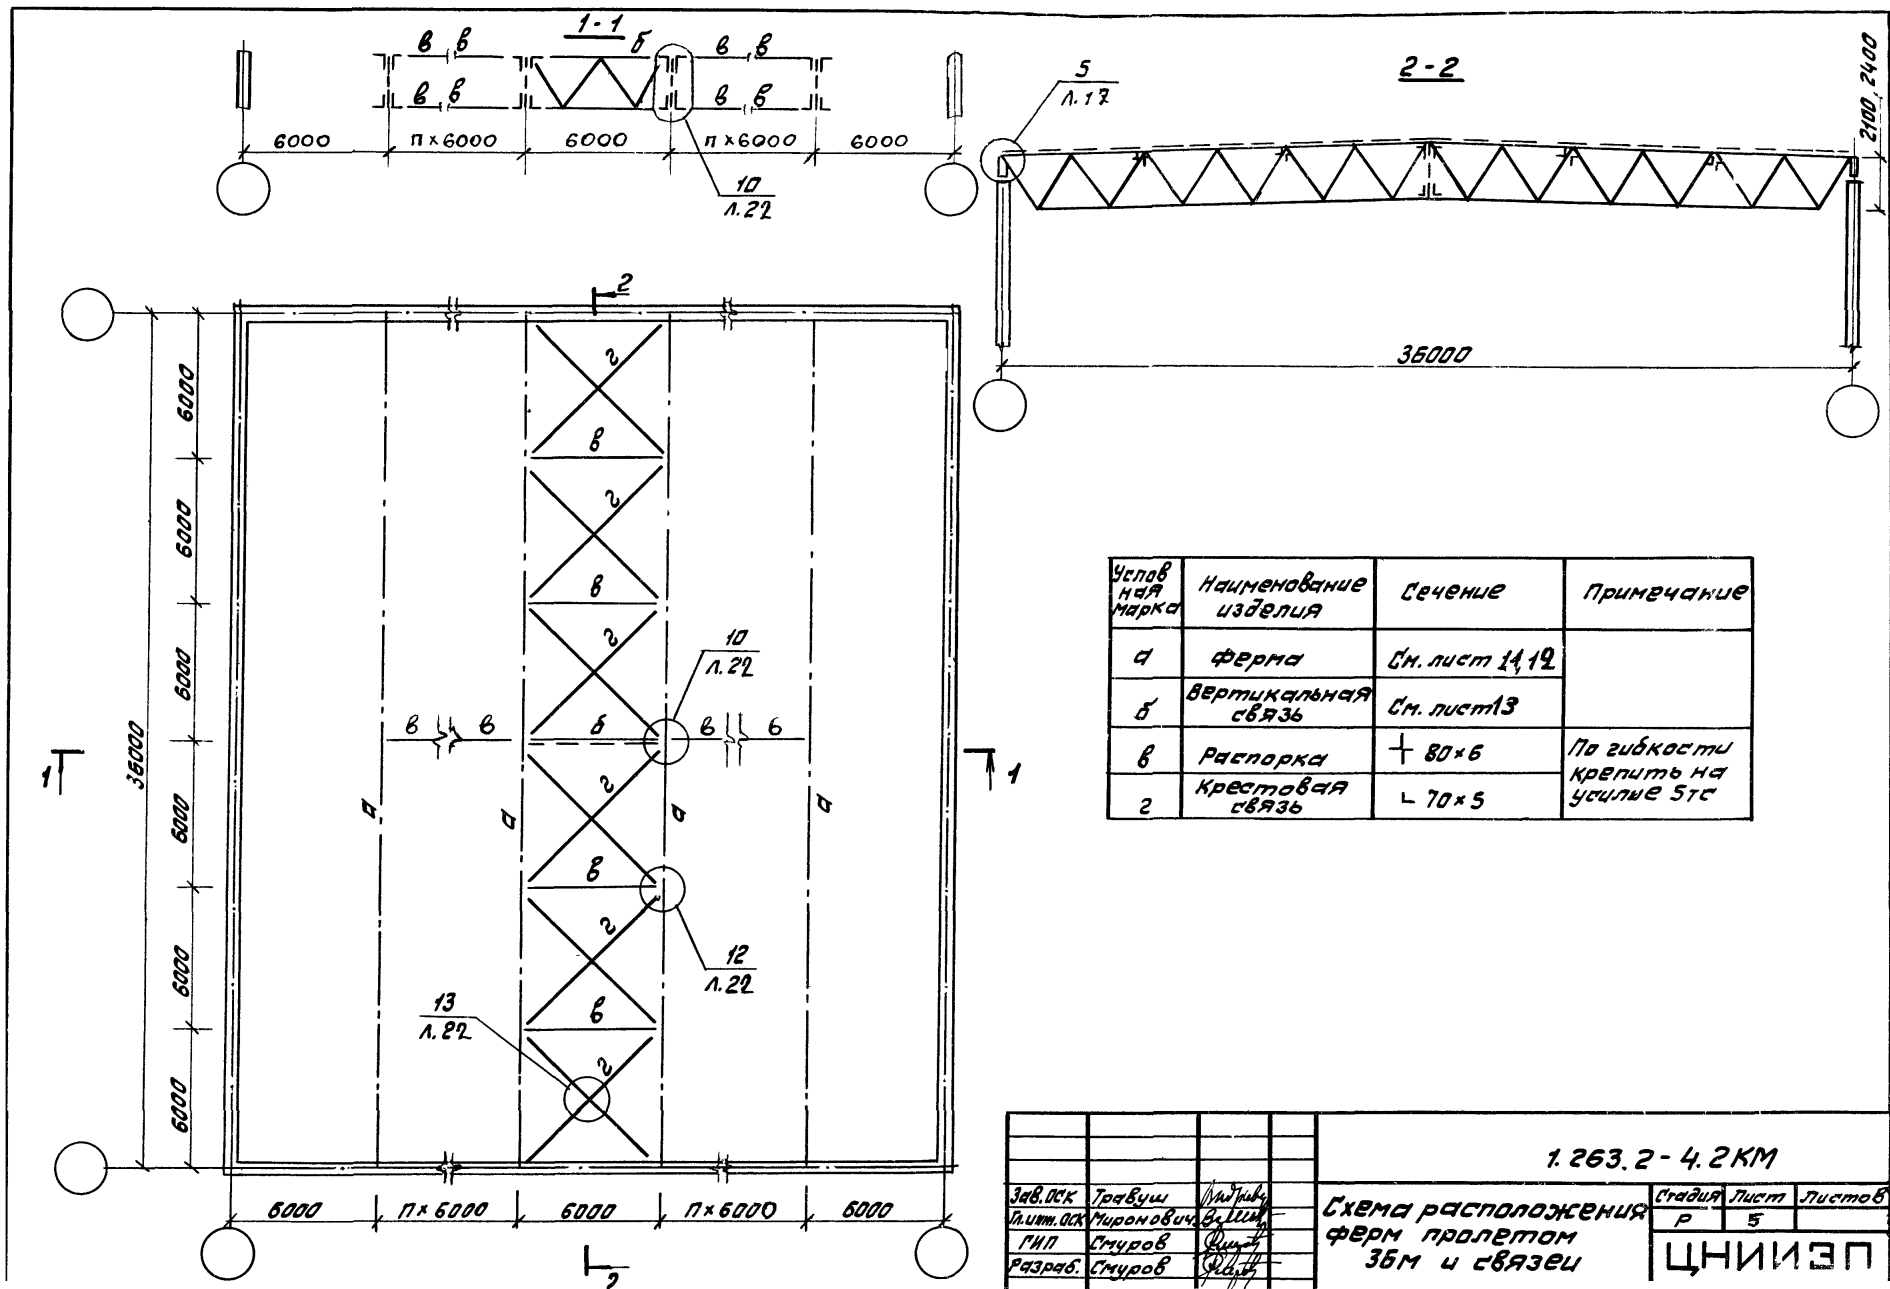 1-1
в в б в в
в в в в
6000 п×6000 6000 п×6000 6000
10
л.22
2-2
5
л.17
2100, 2400
36000
2
6000
6000
6000
6000
6000
6000
36000
г
в
г
в
г
10
л.22
в в б в в
1
1
г
а а а а
в
12
л.22
г
13
л.22
в
г
6000 п×6000 6000 п×6000 6000
2
Условная марка
Наименование изделия
Сечение
Примечание
а ферма См. лист 11,12
б Вертикальная связь См. лист 13
в Распорка 80×6
г Крестовая связь 70×5
По гибкости
крепить на
усилие 5тс
1.263.2-4.2КМ
Зав.ОСК Травуш
Гл.инж.ОСК Миронович
ГИП Смуров
Разраб. Смуров
Схема расположения
ферм пролетом
36м и связей
Стадия Лист Листов
Р 5
ЦНИИЭП